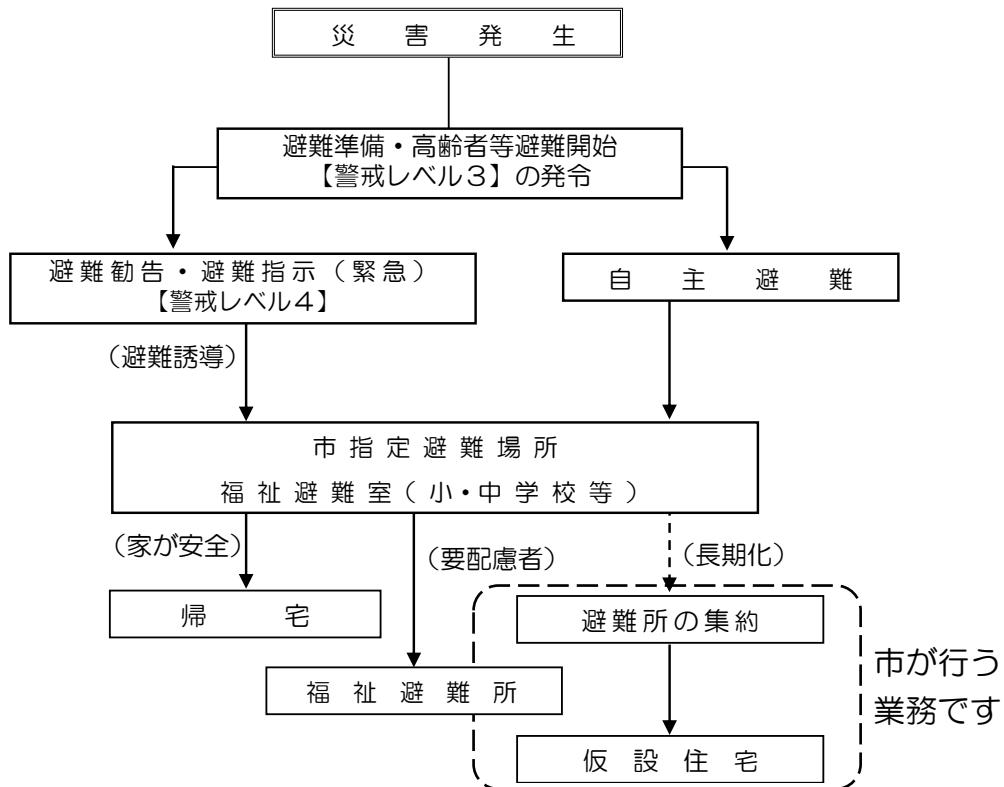 災害発生
避難準備・高齢者等避難開始
【警戒レベル3】の発令
避難勧告・避難指示（緊急）
【警戒レベル4】
自主避難
（避難誘導）
市指定避難場所
福祉避難室（小・中学校等）
（家が安全）
（要配慮者）
（長期化）
帰宅
避難所の集約
市が行う
業務です
福祉避難所
仮設住宅